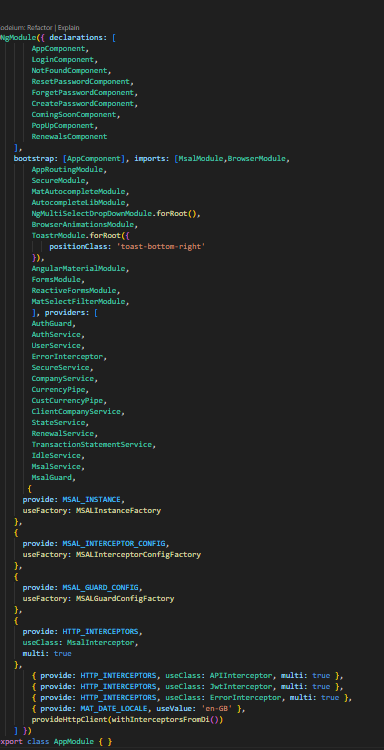 odeium: Refactor | Explain
NgModule({ declarations: [
AppComponent,
LoginComponent,
NotFoundComponent,
ResetPasswordComponent,
ForgetPasswordComponent,
CreatePasswordComponent,
ComingSoonComponent,
PopUpComponent,
RenewalsComponent
],
bootstrap: [AppComponent], imports: [MsalModule,BrowserModule,
AppRoutingModule,
SecureModule,
MatAutocompleteModule,
AutocompleteLibModule,
NgMultiSelectDropDownModule.forRoot(),
BrowserAnimationsModule,
ToastrModule.forRoot({
positionClass: 'toast-bottom-right'
}),
AngularMaterialModule,
FormsModule,
ReactiveFormsModule,
MatSelectFilterModule,
], providers: [
AuthGuard,
AuthService,
UserService,
ErrorInterceptor,
SecureService,
CompanyService,
CurrencyPipe,
CustCurrencyPipe,
ClientCompanyService,
StateService,
RenewalService,
TransactionStatementService,
IdleService,
MsalService,
MsalGuard,
{
provide: MSAL_INSTANCE,
useFactory: MSALInstanceFactory
},
{
provide: MSAL_INTERCEPTOR_CONFIG,
useFactory: MSALInterceptorConfigFactory
},
{
provide: MSAL_GUARD_CONFIG,
useFactory: MSALGuardConfigFactory
},
{
provide: HTTP_INTERCEPTORS,
useClass: MsalInterceptor,
multi: true
},
{ provide: HTTP_INTERCEPTORS, useClass: APIInterceptor, multi: true },
{ provide: HTTP_INTERCEPTORS, useClass: JwtInterceptor, multi: true },
{ provide: HTTP_INTERCEPTORS, useClass: ErrorInterceptor, multi: true },
{ provide: MAT_DATE_LOCALE, useValue: 'en-GB' },
provideHttpClient(withInterceptorsFromDi())
] })
xport class AppModule { }